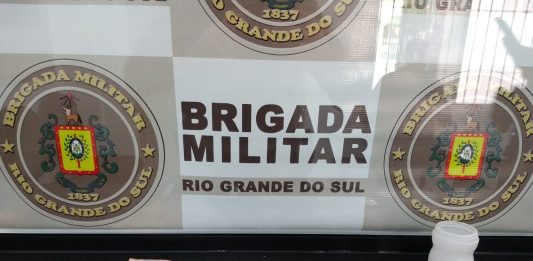 RIO GRANDE DO SUL
1837
BRIGADA MILITAR
RIO GRANDE DO SUL
1837
BRIGADA
MILITAR
RIO GRANDE DO SUL
BRIGADA MILITAR
RIO GRANDE DO SUL
1837